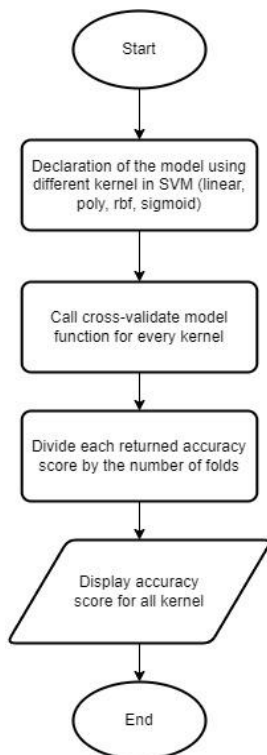 Start
Declaration of the model using
different kernel in SVM (linear,
poly, rbf, sigmoid)
Call cross-validate model
function for every kernel
Divide each returned accuracy
score by the number of folds
Display accuracy
score for all kernel
End